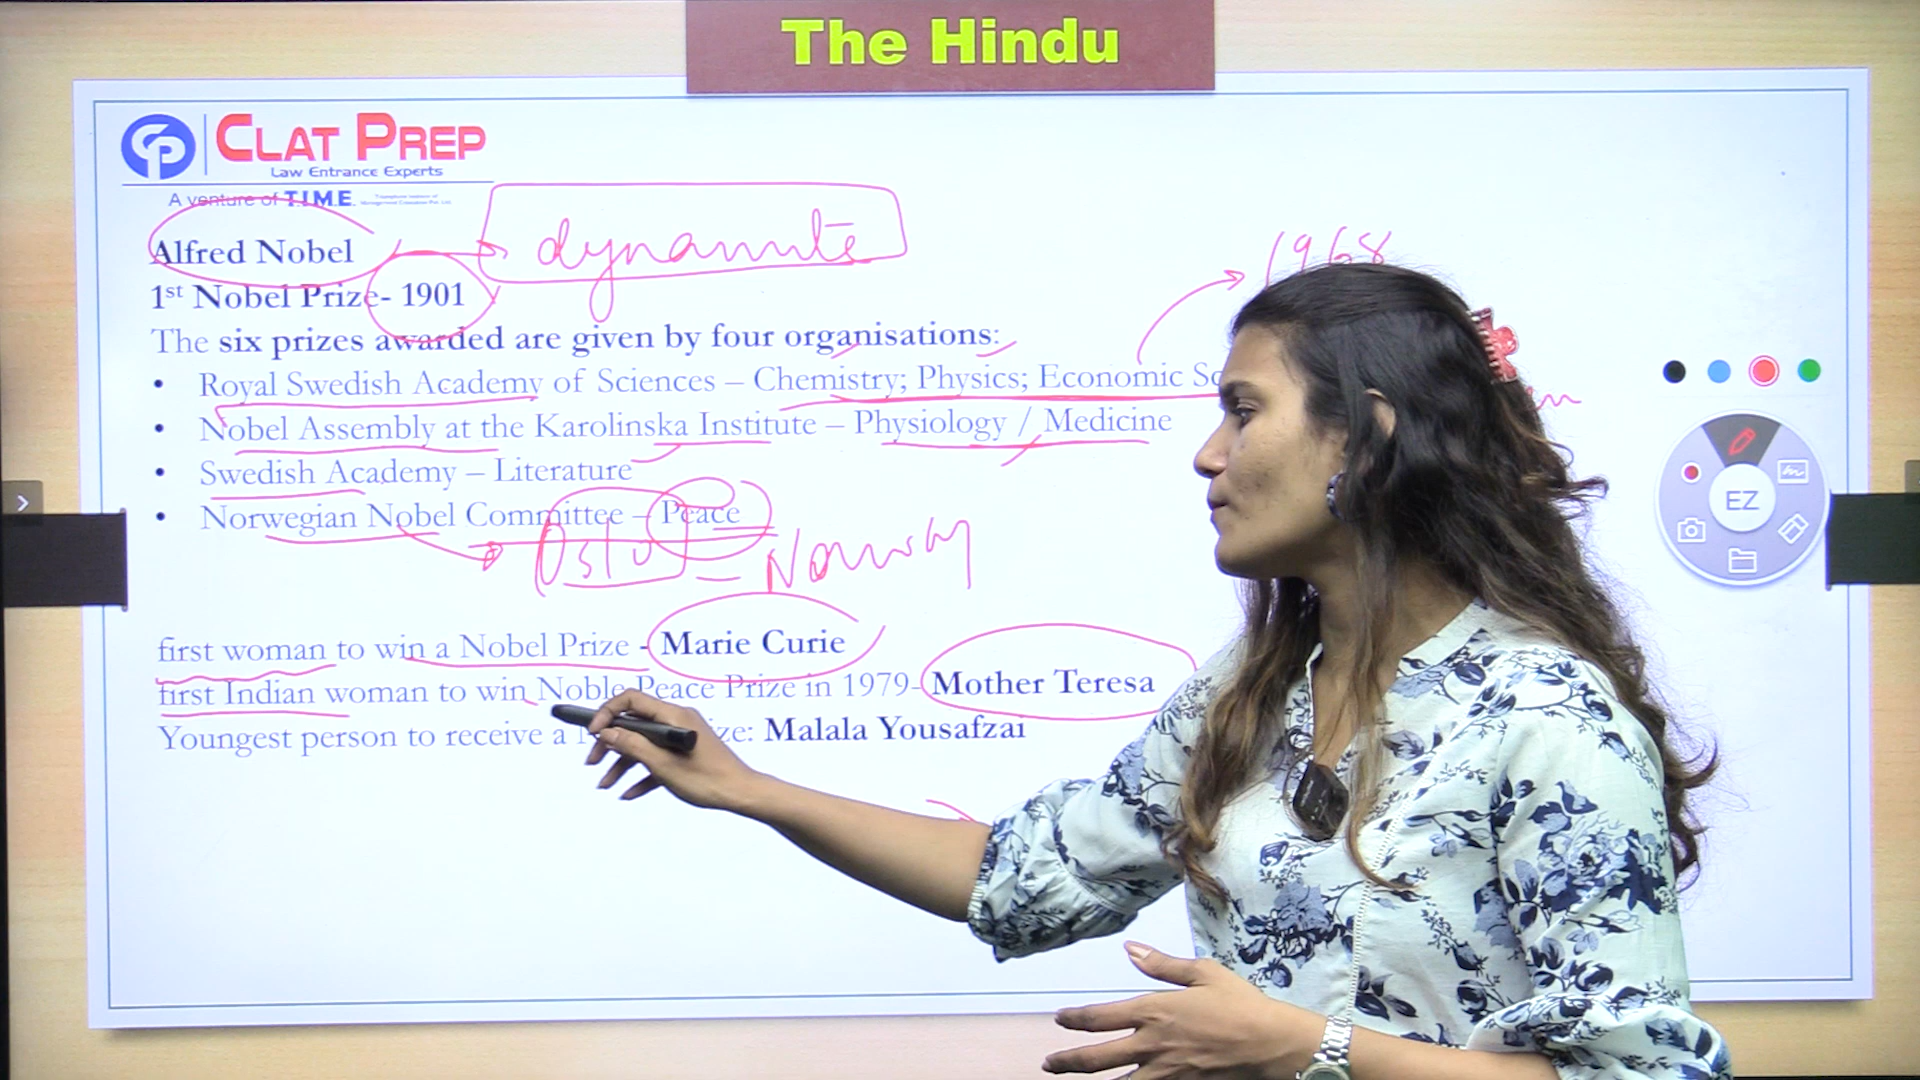 The Hindu
CLAT PREP
Law Entrance Experts
A venture of T.I.M.E.
Alfred Nobel dynamite
1968
1st Nobel Prize- 1901
The six prizes awarded are given by four organisations:
• Royal Swedish Academy of Sciences – Chemistry; Physics; Economic Sc
• Nobel Assembly at the Karolinska Institute – Physiology / Medicine
• Swedish Academy – Literature
• Norwegian Nobel Committee – Peace
Oslo = Norway
first woman to win a Nobel Prize - Marie Curie
first Indian woman to win Noble Peace Prize in 1979- Mother Teresa
Youngest person to receive a ze: Malala Yousafzai
EZ